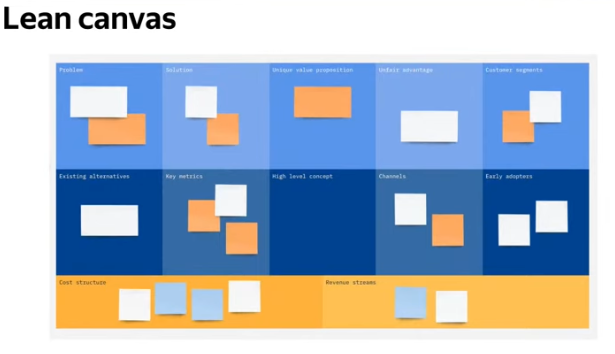 Lean canvas
Problem
Solution
Unique value proposition
Unfair advantage
Customer segments
Existing alternatives
Key metrics
High level concept
Channels
Early adopters
Cost structure
Revenue streams